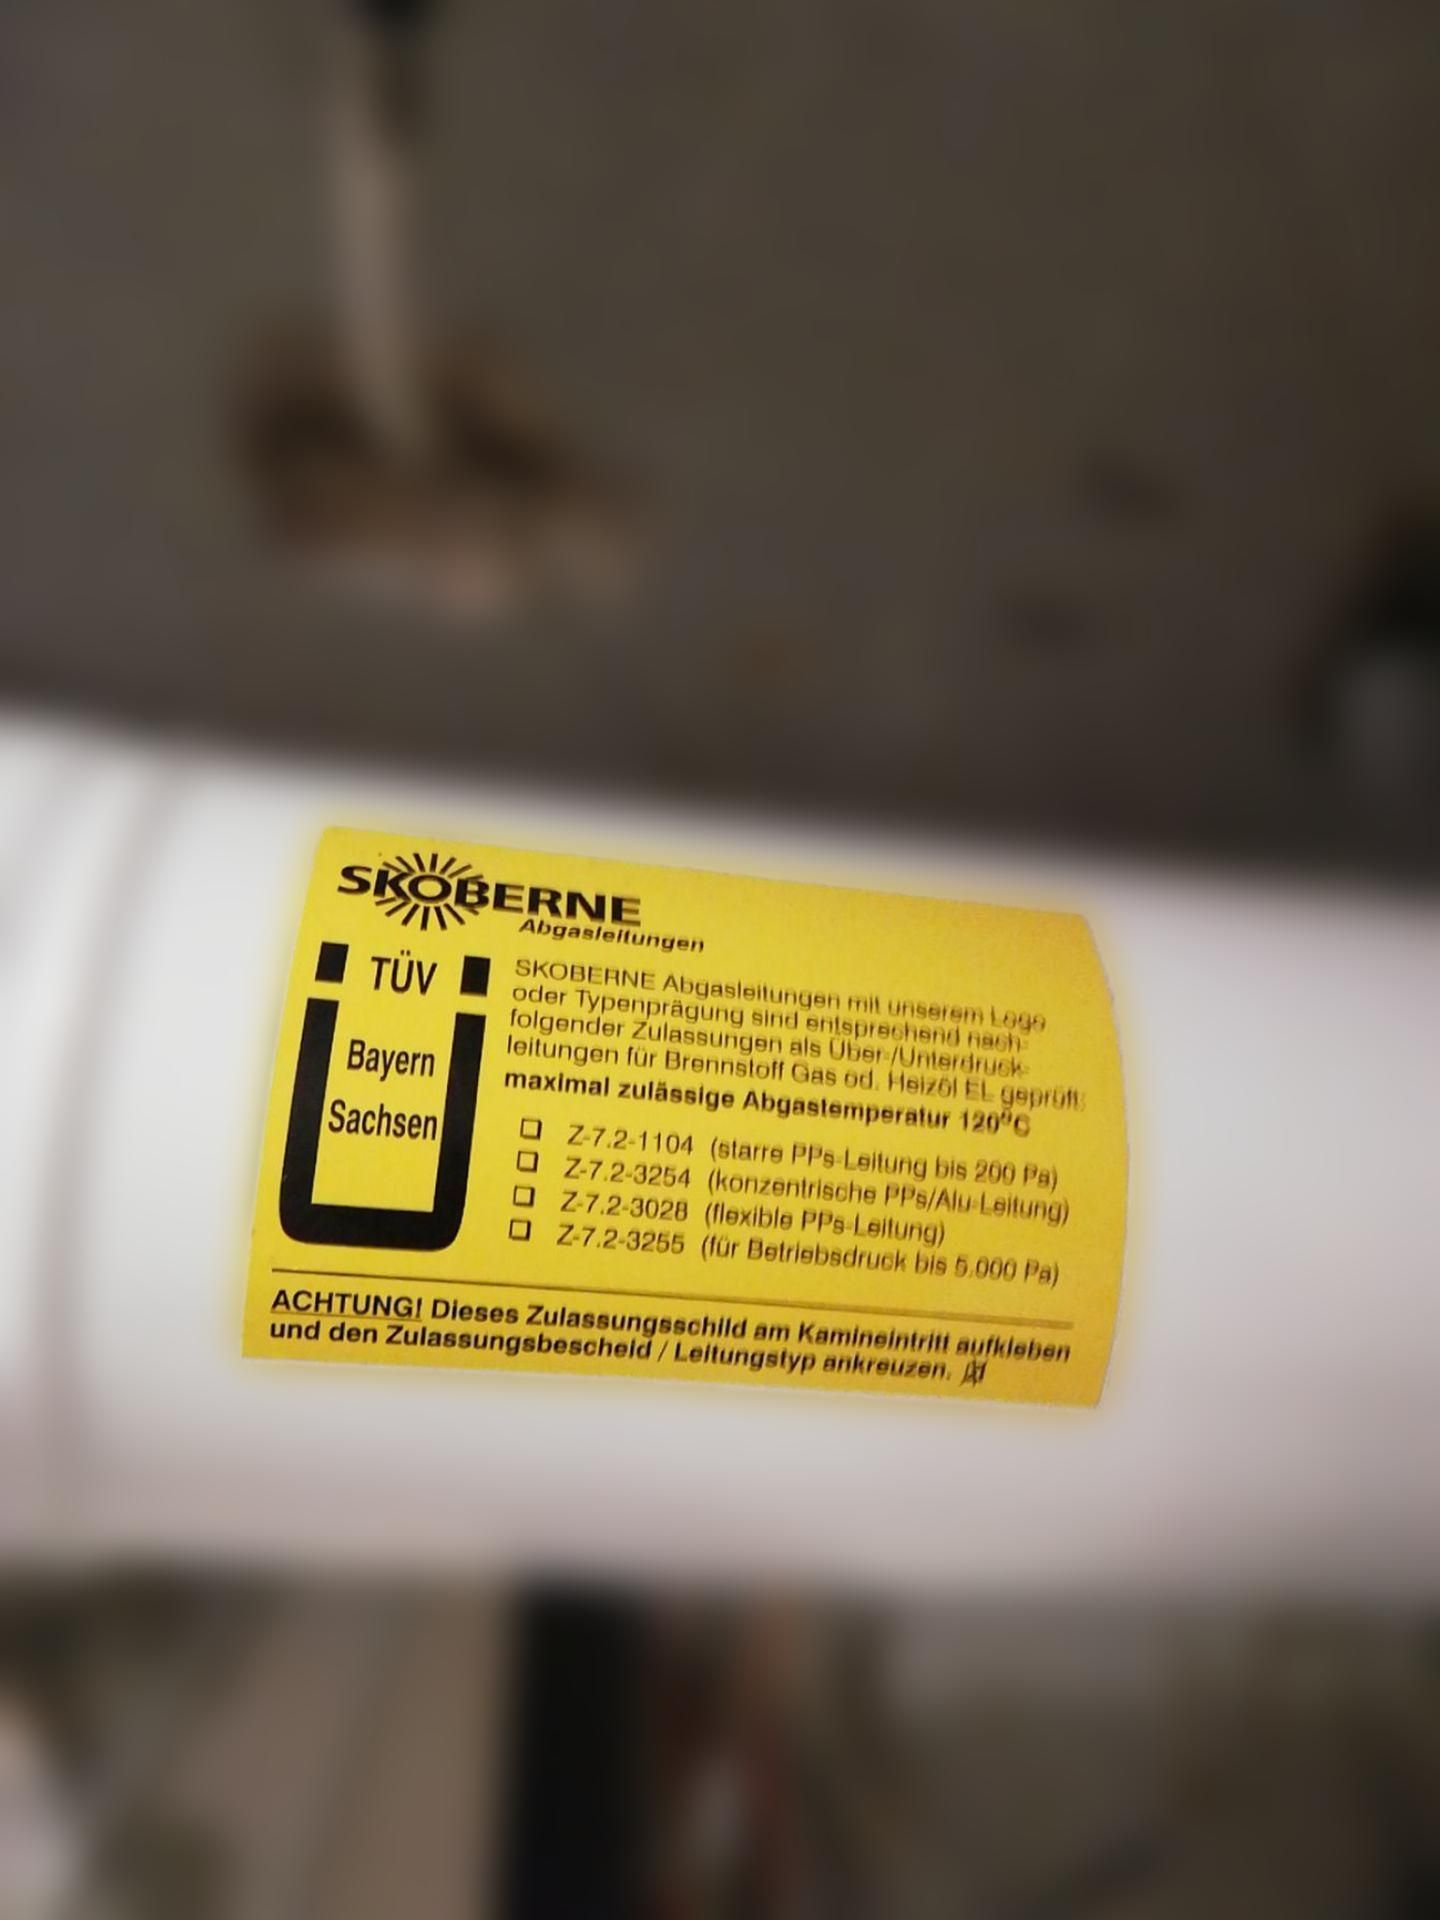 SKOBERNE
Abgasleitungen
TÜV
Bayern
Sachsen
SKOBERNE Abgasleitungen mit unserem Logo
oder Typenprägung sind entsprechend nach-
folgender Zulassungen als Über-/Unterdruck-
leitungen für Brennstoff Gas od. Heizöl EL geprüft:
maximal zulässige Abgastemperatur 120°C
❑ Z-7.2-1104 (starre PPs-Leitung bis 200 Pa)
❑ Z-7.2-3254 (konzentrische PPs/Alu-Leitung)
❑ Z-7.2-3028 (flexible PPs-Leitung)
❑ Z-7.2-3255 (für Betriebsdruck bis 5.000 Pa)
ACHTUNG! Dieses Zulassungsschild am Kamineintritt aufkleben
und den Zulassungsbescheid / Leitungstyp ankreuzen. ☒